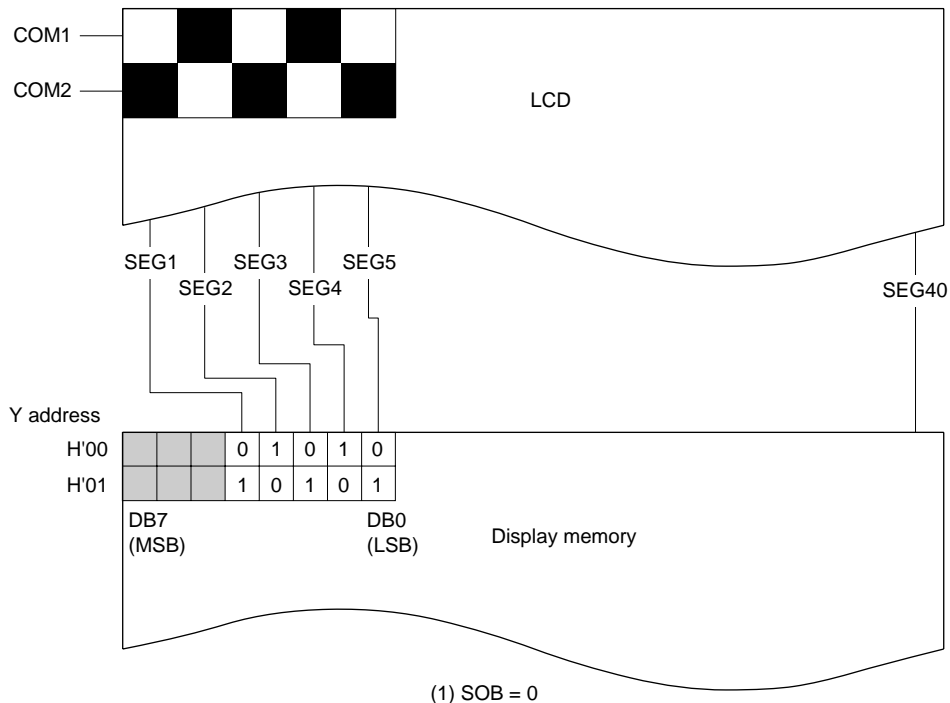 COM1
COM2
LCD
SEG1 SEG3 SEG5
SEG2 SEG4 SEG40
Y address
H'00 0 1 0 1 0
H'01 1 0 1 0 1
DB7 DB0
(MSB) (LSB)
Display memory
(1) SOB = 0